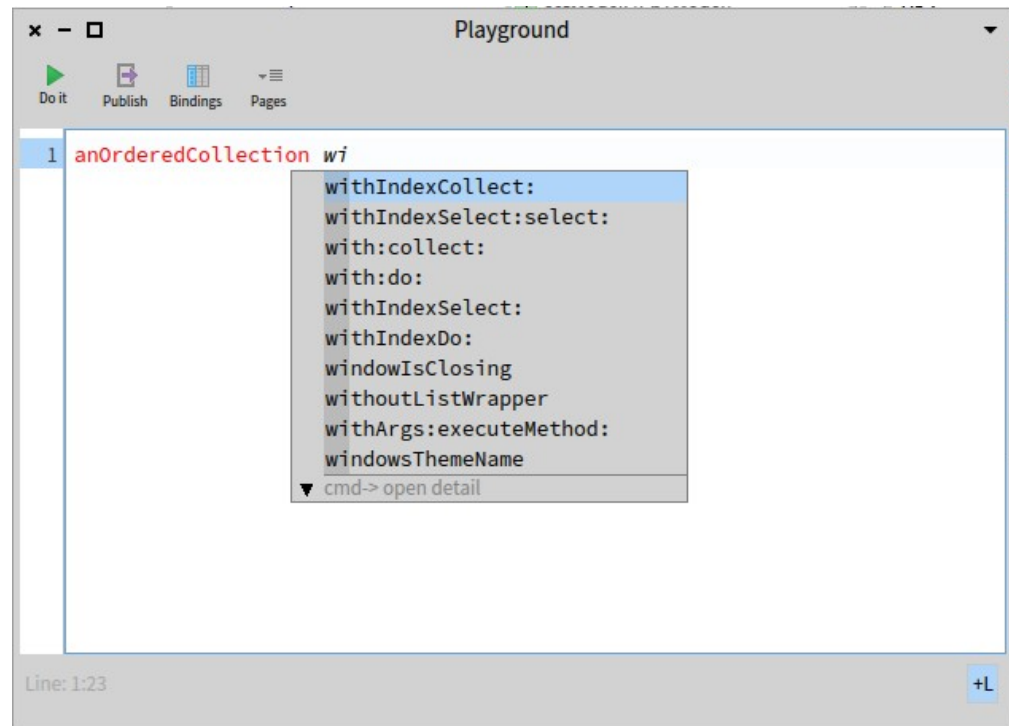 Playground
Do it Publish Bindings Pages
1 anOrderedCollection wi
withIndexCollect:
withIndexSelect:select:
with:collect:
with:do:
withIndexSelect:
withIndexDo:
windowIsClosing
withoutListWrapper
withArgs:executeMethod:
windowsThemeName
cmd-> open detail
Line: 1:23 +L